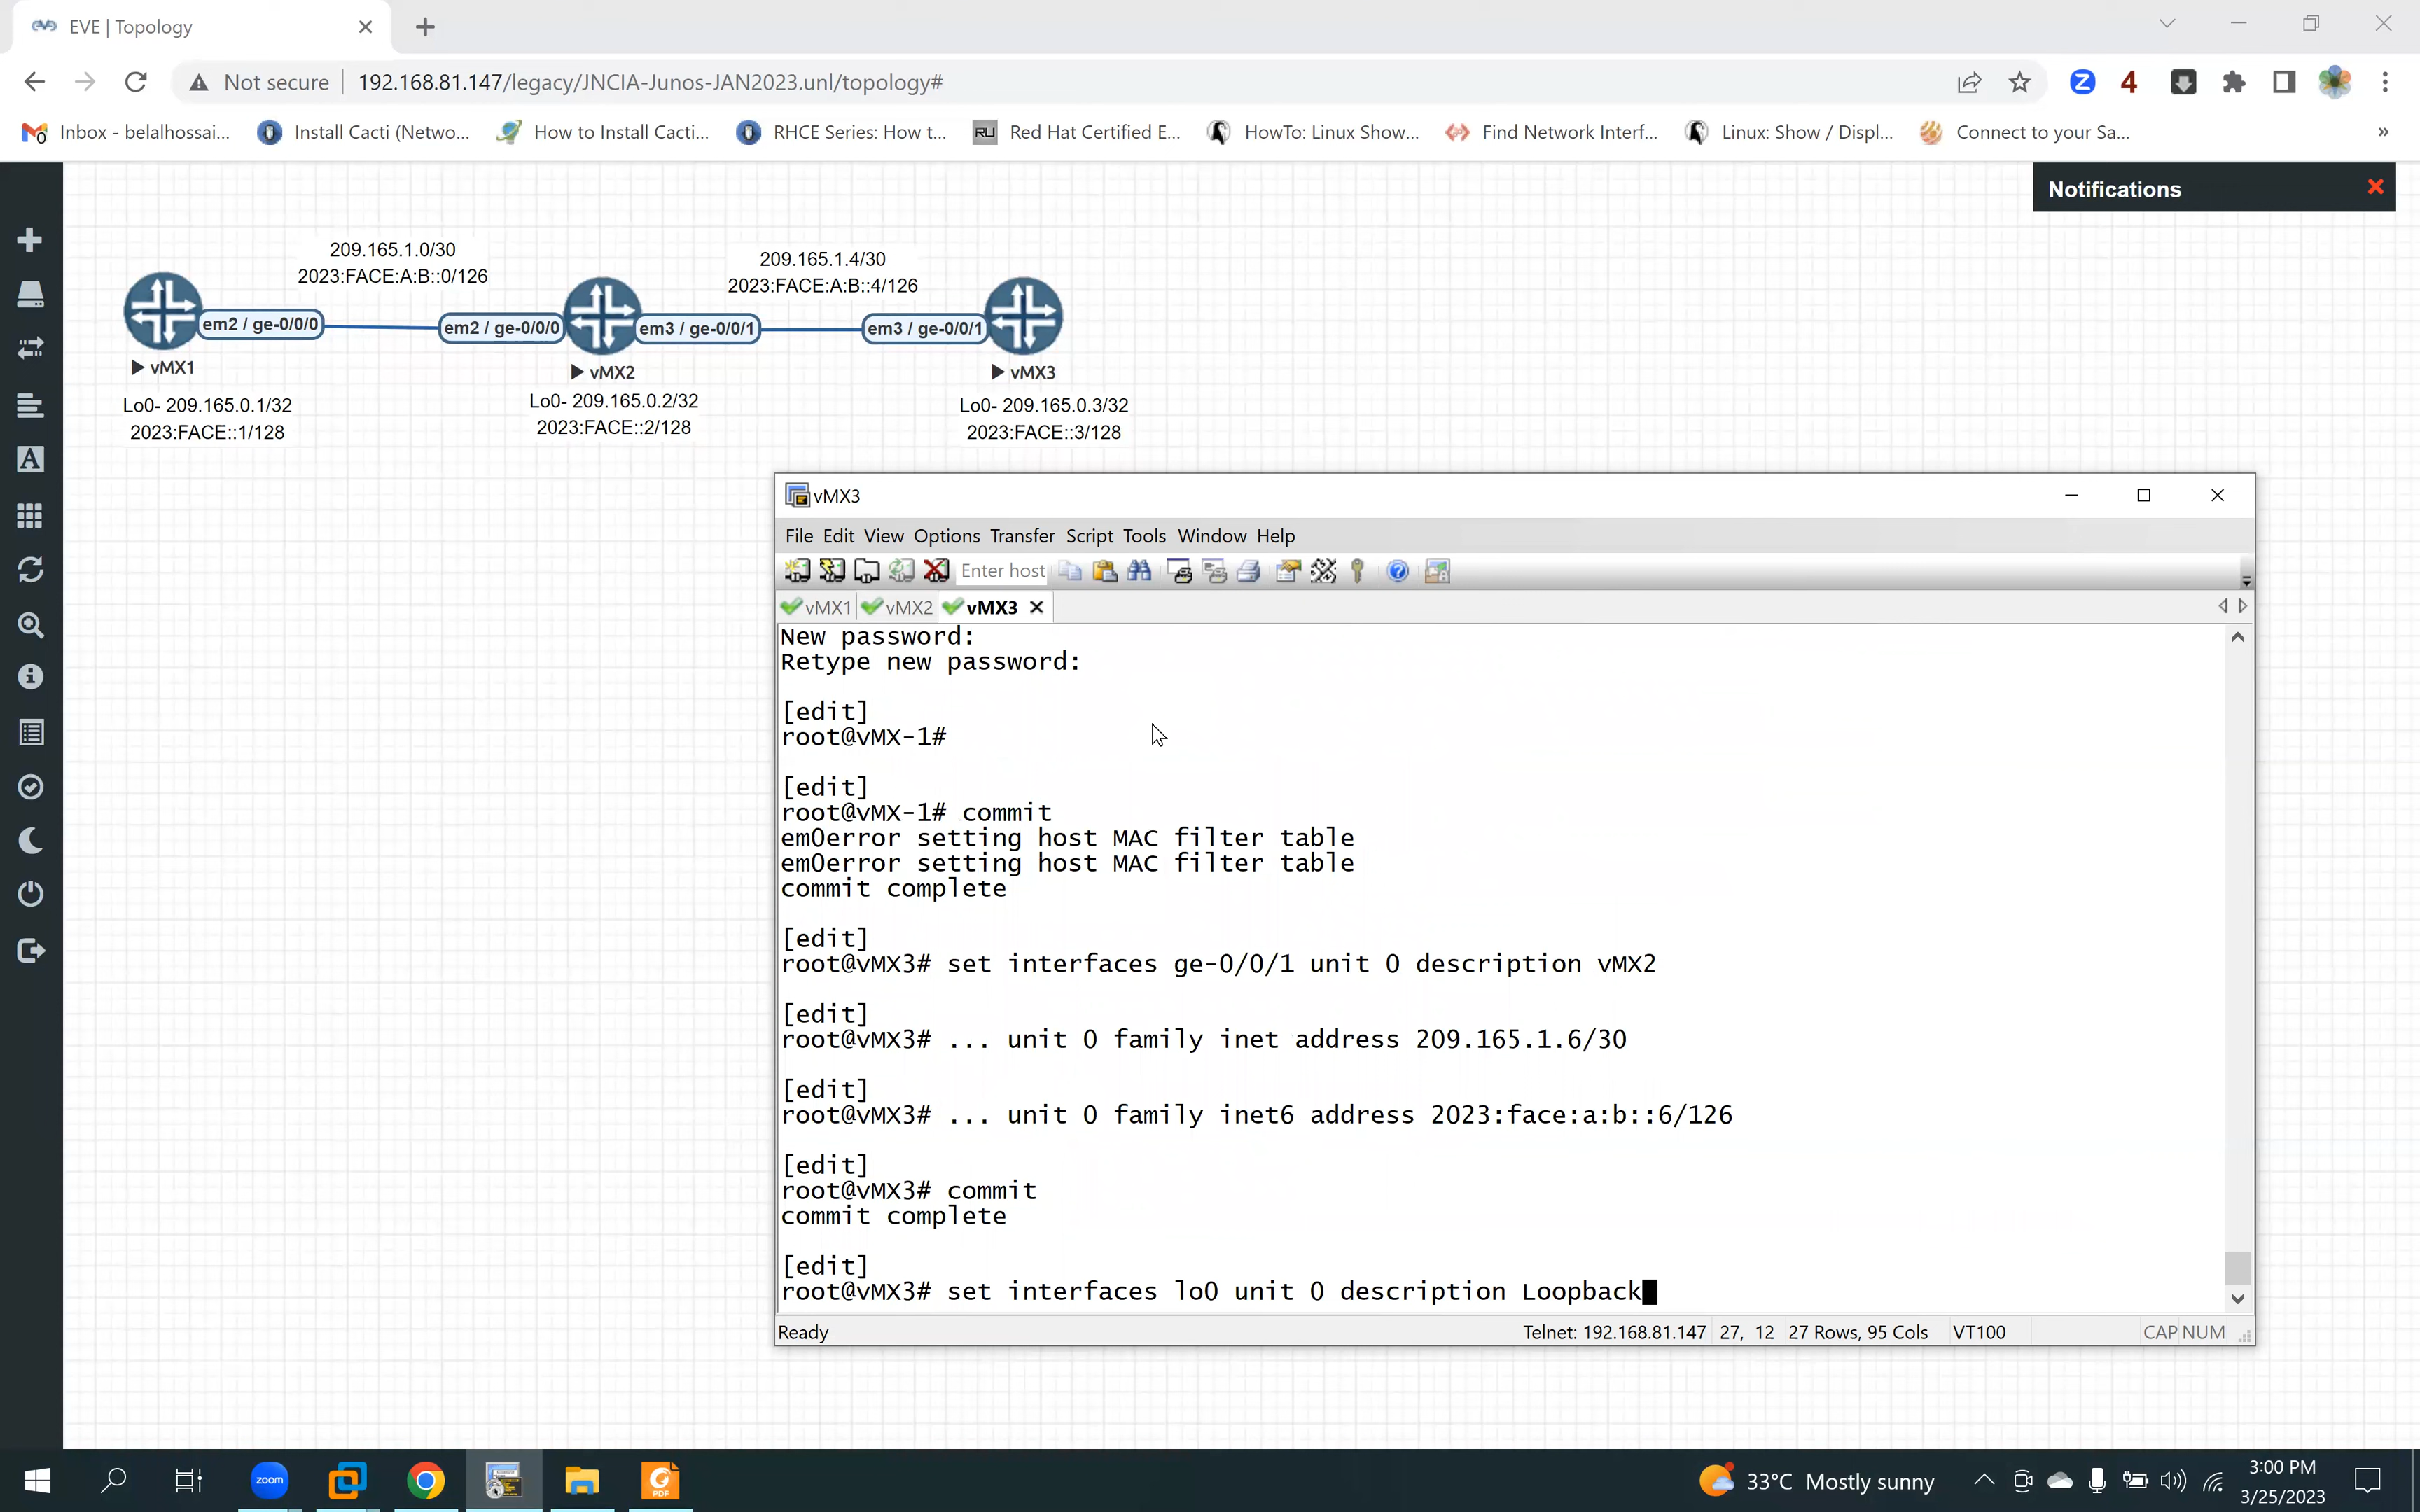 EVE | Topology
Not secure
192.168.81.147/legacy/JNCIA-Junos-JAN2023.unl/topology#
4
Inbox - belalhossai...
Install Cacti (Netwo...
How to Install Cacti...
RHCE Series: How t...
RU
Red Hat Certified E...
HowTo: Linux Show...
Find Network Interf...
Linux: Show / Displ...
Connect to your Sa...
»
Notifications
209.165.1.0/30
2023:FACE:A:B::0/126
209.165.1.4/30
2023:FACE:A:B::4/126
em2 / ge-0/0/0
em2 / ge-0/0/0
em3 / ge-0/0/1
em3 / ge-0/0/1
vMX1
vMX2
vMX3
Lo0- 209.165.0.1/32
2023:FACE::1/128
Lo0- 209.165.0.2/32
2023:FACE::2/128
Lo0- 209.165.0.3/32
2023:FACE::3/128
vMX3
File Edit View Options Transfer Script Tools Window Help
Enter host
vMX1
vMX2
vMX3
New password:
Retype new password:
[edit]
root@vMX-1#
[edit]
root@vMX-1# commit
em0error setting host MAC filter table
em0error setting host MAC filter table
commit complete
[edit]
root@vMX3# set interfaces ge-0/0/1 unit 0 description vMX2
[edit]
root@vMX3# ... unit 0 family inet address 209.165.1.6/30
[edit]
root@vMX3# ... unit 0 family inet6 address 2023:face:a:b::6/126
[edit]
root@vMX3# commit
commit complete
[edit]
root@vMX3# set interfaces lo0 unit 0 description Loopback
Ready
Telnet: 192.168.81.147
27, 12
27 Rows, 95 Cols
VT100
CAP NUM
zoom
PDF
33°C Mostly sunny
3:00 PM
3/25/2023